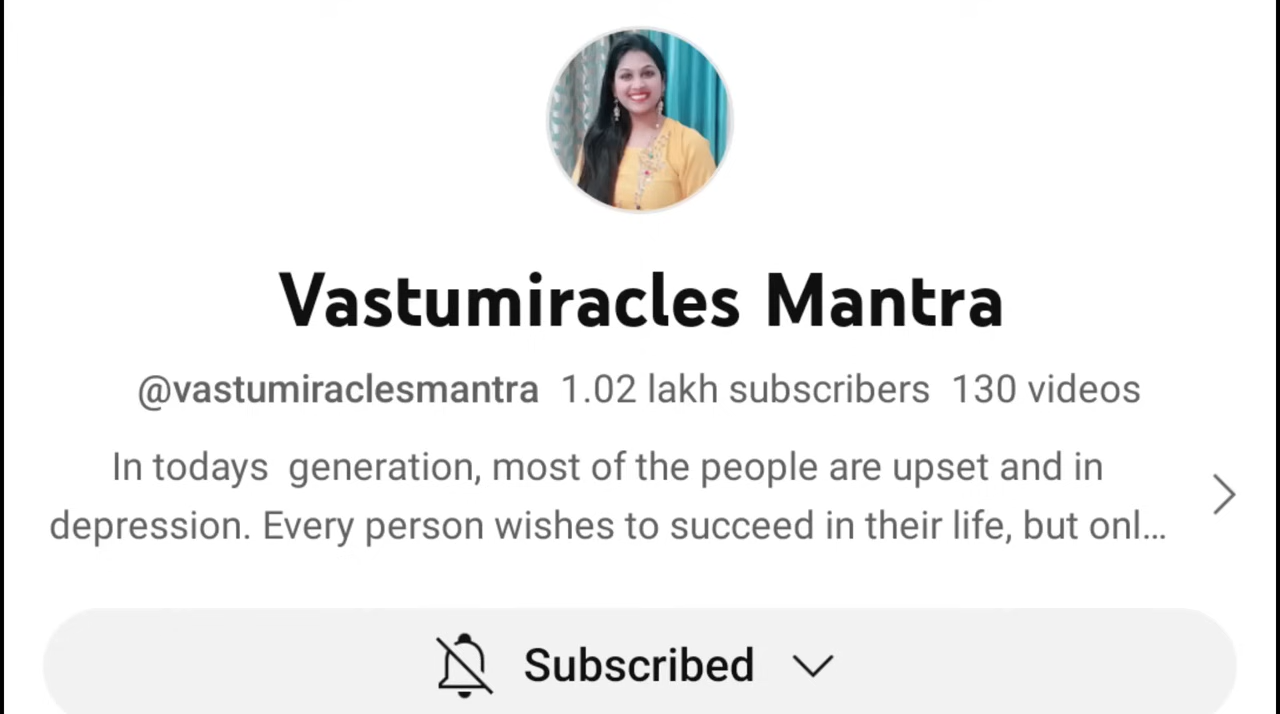 Vastumiracles Mantra
@vastumiraclesmantra 1.02 lakh subscribers 130 videos
In todays generation, most of the people are upset and in
depression. Every person wishes to succeed in their life, but onl...
Subscribed